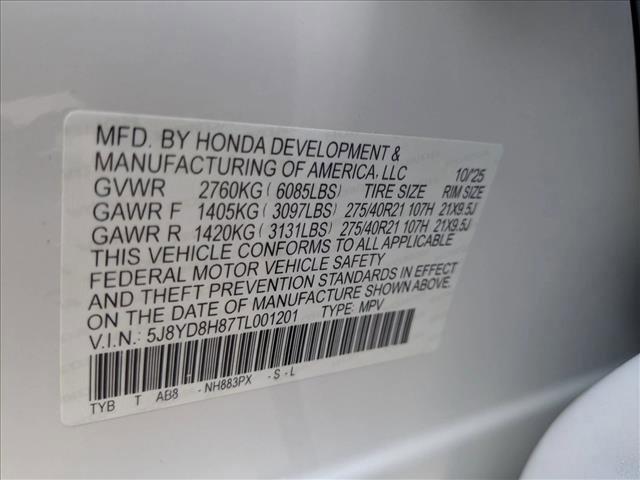 MFD. BY HONDA DEVELOPMENT &
MANUFACTURING OF AMERICA, LLC 10/'25
GVWR 2760KG ( 6085LBS) TIRE SIZE RIM SIZE
GAWR F 1405KG ( 3097LBS) 275/40R21 107H 21X9.5J
GAWR R 1420KG ( 3131LBS) 275/40R21 107H 21X9.5J
THIS VEHICLE CONFORMS TO ALL APPLICABLE
FEDERAL MOTOR VEHICLE SAFETY
AND THEFT PREVENTION STANDARDS IN EFFECT
ON THE DATE OF MANUFACTURE SHOWN ABOVE.
V.I.N.: 5J8YD8H87TL001201 TYPE: MPV
TYB T AB8 - NH883PX - S - L